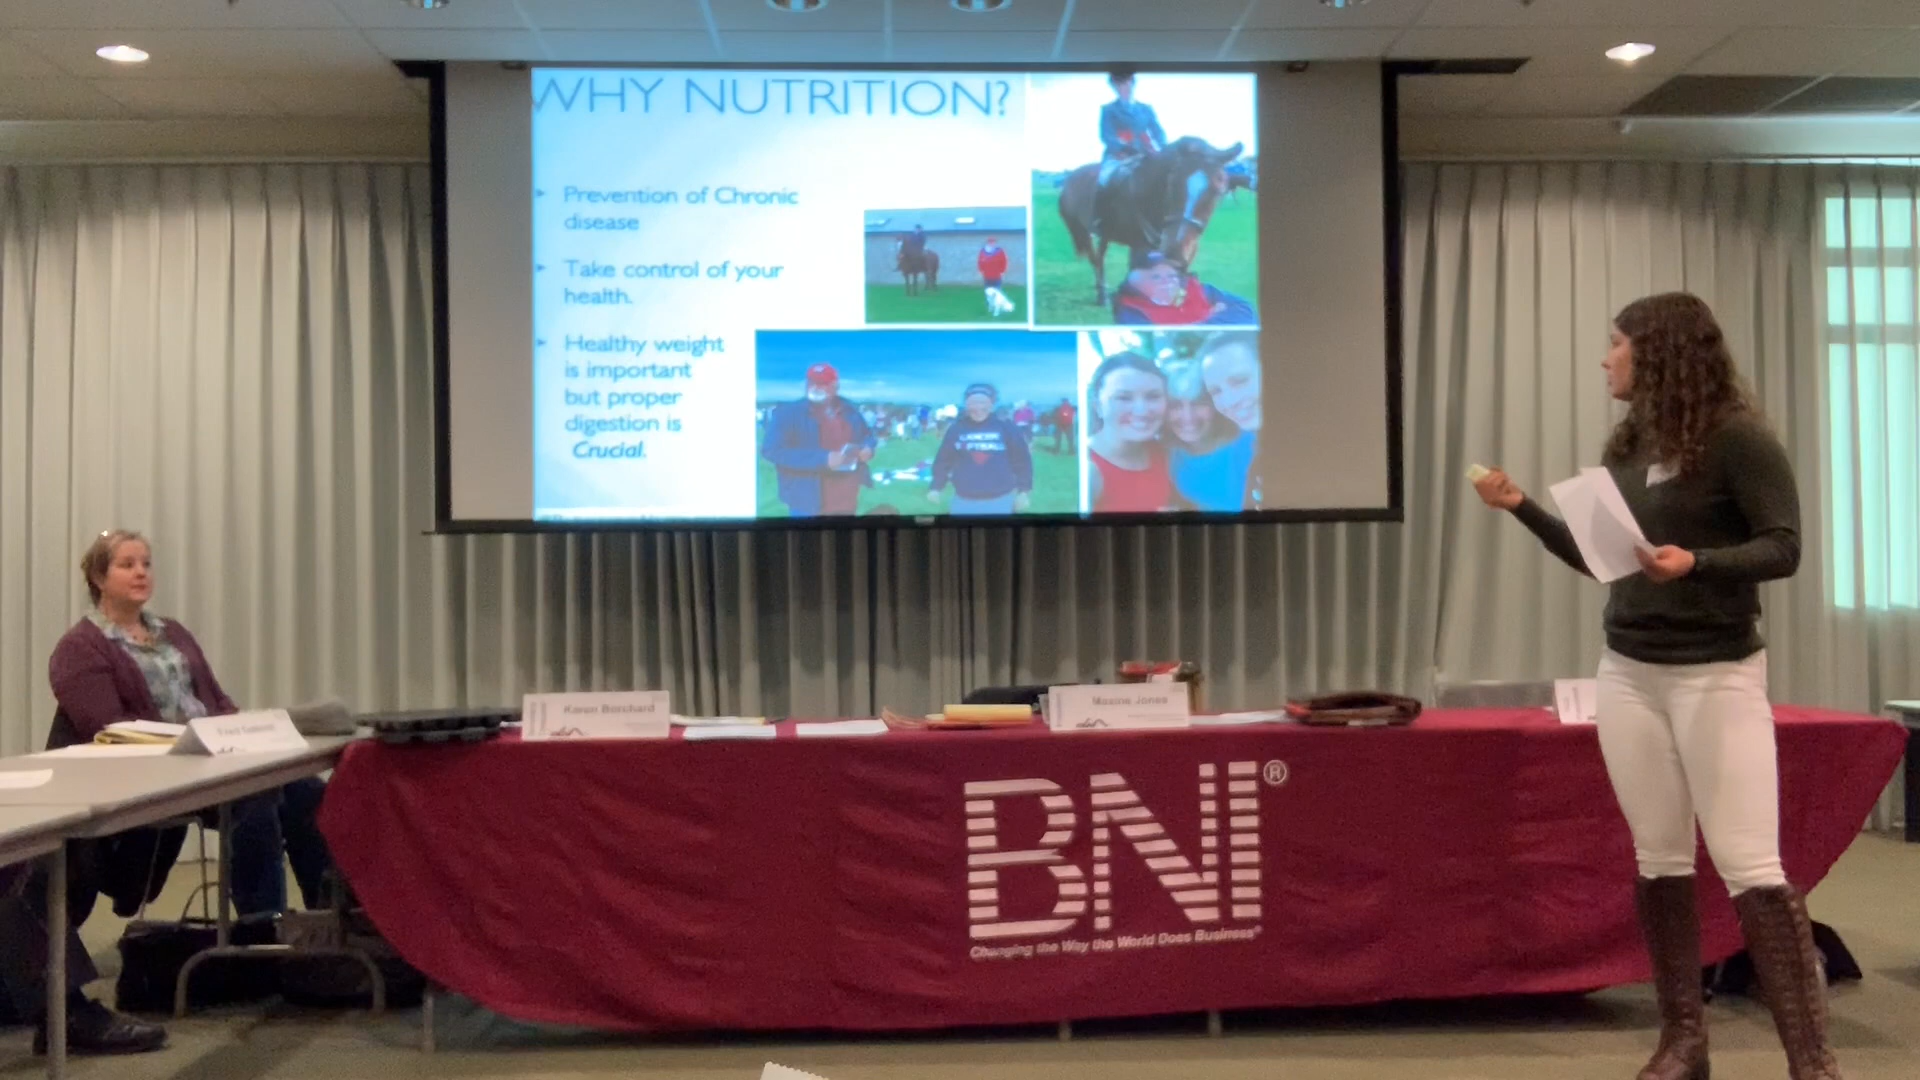 WHY NUTRITION?
Prevention of Chronic
disease
Take control of your
health.
Healthy weight
is important
but proper
digestion is
Crucial.
Karen Borchard
Maxine Jones
BNI®
Changing the Way the World Does Business®